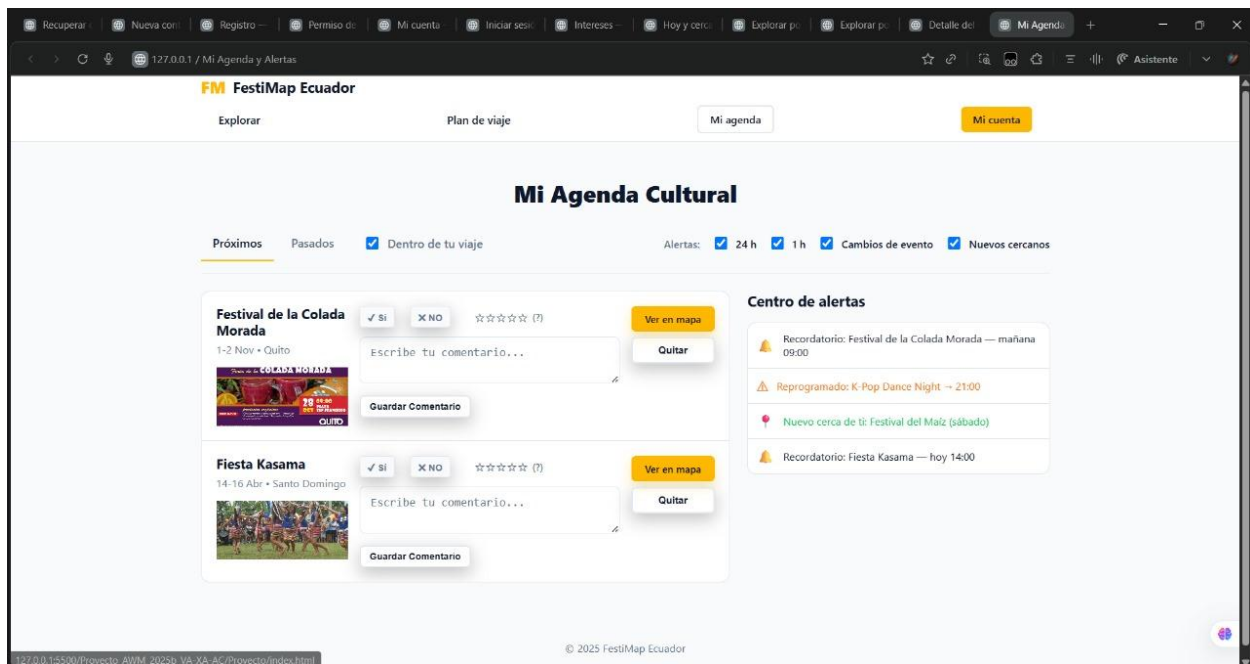 Recuperar
Nueva con
Registro —
Permiso de
Mi cuenta
Iniciar sesi
Intereses —
Hoy y cerca
Explorar po
Explorar po
Detalle del
Mi Agenda
127.0.0.1 / Mi Agenda y Alertas
Asistente
FM FestiMap Ecuador
Explorar
Plan de viaje
Mi agenda
Mi cuenta
Mi Agenda Cultural
Próximos
Pasados
Dentro de tu viaje
Alertas:
24 h
1 h
Cambios de evento
Nuevos cercanos
Festival de la Colada
Morada
1-2 Nov • Quito
COLADA MORADA
28 09:00
OCT
QUITO
✓ Si
✕ NO
☆☆☆☆☆ (?)
Escribe tu comentario...
Guardar Comentario
Ver en mapa
Quitar
Fiesta Kasama
14-16 Abr • Santo Domingo
✓ Si
✕ NO
☆☆☆☆☆ (?)
Escribe tu comentario...
Guardar Comentario
Ver en mapa
Quitar
Centro de alertas
Recordatorio: Festival de la Colada Morada — mañana
09:00
Reprogramado: K-Pop Dance Night → 21:00
Nuevo cerca de ti: Festival del Maíz (sábado)
Recordatorio: Fiesta Kasama — hoy 14:00
© 2025 FestiMap Ecuador
127.0.0.1:5500/Proyecto_AWM_2025b_VA-XA-AC/Proyecto/index.html